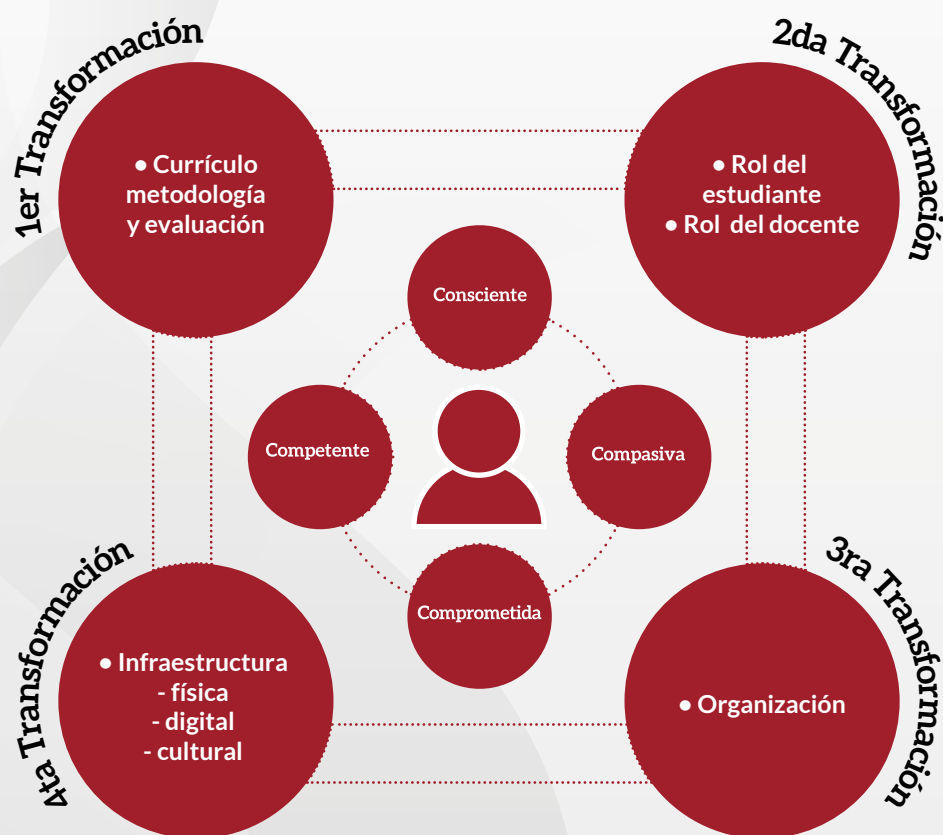 1er Transformación
● Currículo
metodología
y evaluación
2da Transformación
● Rol del
estudiante
● Rol  del docente
Consciente
Competente
Compasiva
Comprometida
4ta Transformación
● Infraestructura
- física
- digital
- cultural
3ra Transformación
● Organización